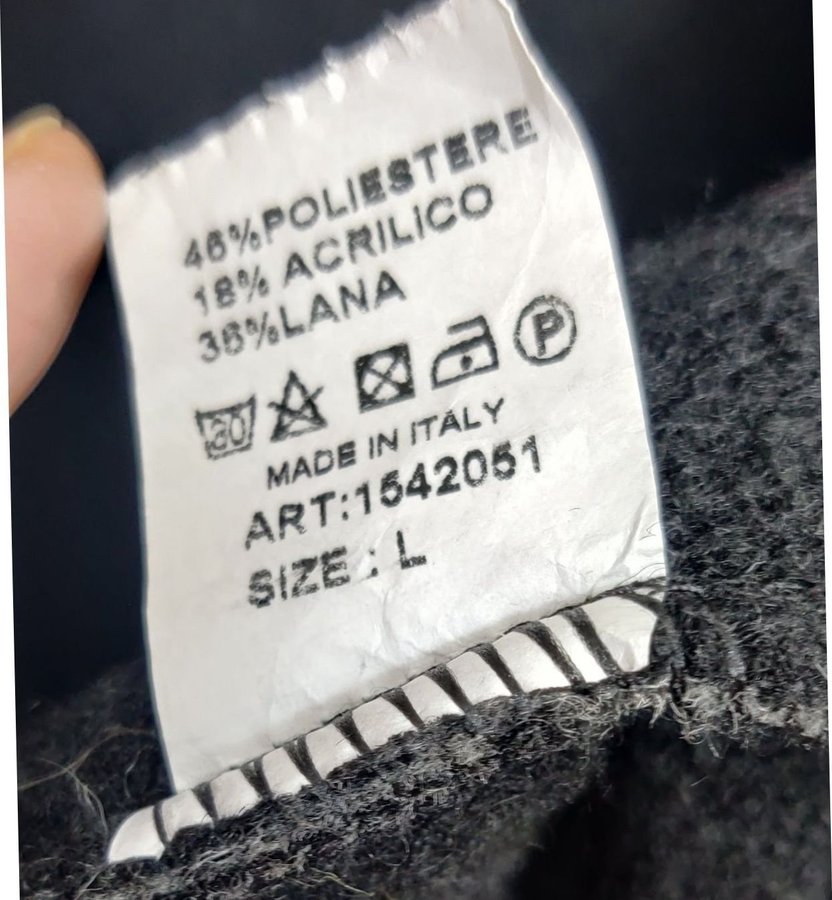 46%POLIESTERE
18% ACRILICO
36%LANA
30 P
MADE IN ITALY
ART:1542051
SIZE : L